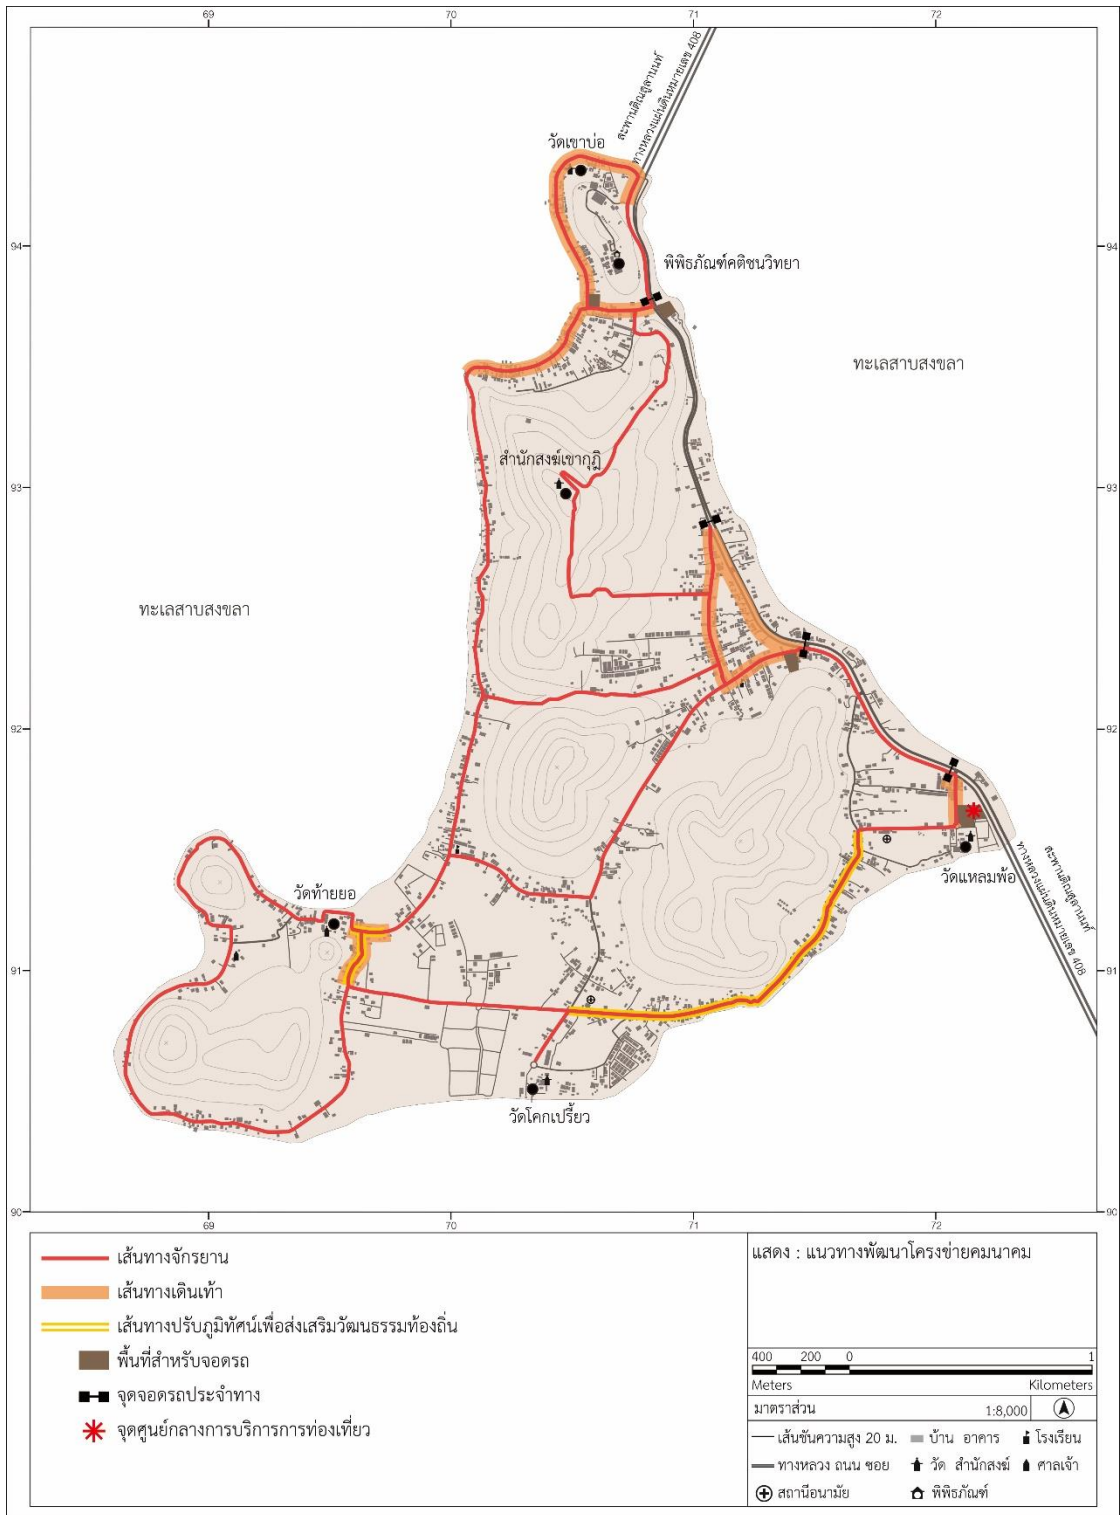 69 70 71 72
สะพานติณสูลานนท์
ทางหลวงแผ่นดินหมายเลข 408
วัดเขาบ่อ
94 94
พิพิธภัณฑ์คติชนวิทยา
ทะเลสาบสงขลา
สำนักสงฆ์เขากุฏิ
93 93
ทะเลสาบสงขลา
92 92
วัดแหลมพ้อ
สะพานติณสูลานนท์
ทางหลวงแผ่นดินหมายเลข 408
วัดท้ายยอ
91 91
วัดโคกเปรี้ยว
90 90
69 70 71 72
เส้นทางจักรยาน
เส้นทางเดินเท้า
เส้นทางปรับภูมิทัศน์เพื่อส่งเสริมวัฒนธรรมท้องถิ่น
พื้นที่สำหรับจอดรถ
จุดจอดรถประจำทาง
จุดศูนย์กลางการบริการการท่องเที่ยว
แสดง : แนวทางพัฒนาโครงข่ายคมนาคม
400 200 0 1
Meters Kilometers
มาตราส่วน 1:8,000
เส้นชั้นความสูง 20 ม. บ้าน อาคาร โรงเรียน
ทางหลวง ถนน ซอย วัด สำนักสงฆ์ ศาลเจ้า
สถานีอนามัย พิพิธภัณฑ์